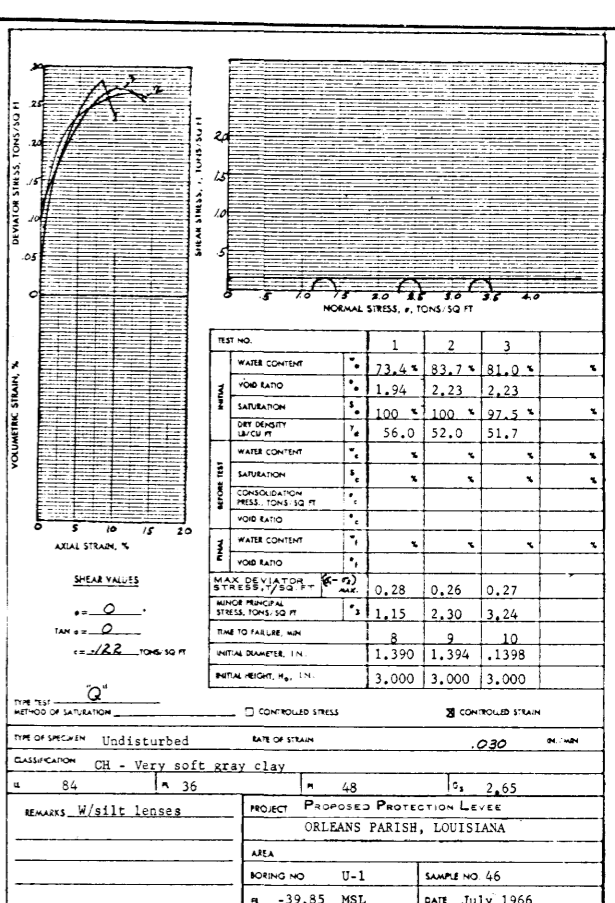 DEVIATOR STRESS, TONS/SQ FT
.30
.25
.20
.15
.10
.05
0
VOLUMETRIC STRAIN, %
0 5 10 15 20
AXIAL STRAIN, %
3
2
SHEAR STRESS, τ, TONS/SQ FT
2.0
1.5
1.0
.5
0 .5 1.0 1.5 2.0 2.5 3.0 3.5 4.0
NORMAL STRESS, σ, TONS/SQ FT
TEST NO. 1 2 3
INITIAL
WATER CONTENT w o 73.4 % 83.7 % 81.0 % %
VOID RATIO e o 1.94 2.23 2.23
SATURATION S o 100 % 100 % 97.5 % %
DRY DENSITY LB/CU FT γ d 56.0 52.0 51.7
BEFORE TEST
WATER CONTENT w c % % % %
SATURATION S c % % % %
CONSOLIDATION PRESS., TONS/SQ FT c
VOID RATIO e c
FINAL
WATER CONTENT w f % % % %
VOID RATIO e f
MAX DEVIATOR STRESS, T/SQ. FT MAX. 0.28 0.26 0.27
MINOR PRINCIPAL STRESS, TONS/SQ FT σ 3 1.15 2.30 3.24
TIME TO FAILURE, MIN 8 9 10
INITIAL DIAMETER, IN. 1.390 1.394 .1398
INITIAL HEIGHT, H o, IN. 3.000 3.000 3.000
SHEAR VALUES
ø = 0 °
TAN ø = 0
c = .122 TONS/SQ FT
TYPE TEST "Q"
METHOD OF SATURATION CONTROLLED STRESS X CONTROLLED STRAIN
TYPE OF SPECIMEN Undisturbed RATE OF STRAIN .030 IN./MIN
CLASSIFICATION CH - Very soft gray clay
LL 84 PL 36 PI 48 Gs 2.65
REMARKS W/silt lenses
PROJECT PROPOSED PROTECTION LEVEE
ORLEANS PARISH, LOUISIANA
AREA
BORING NO U-1 SAMPLE NO. 46
EL -39.85 MSL DATE July 1966